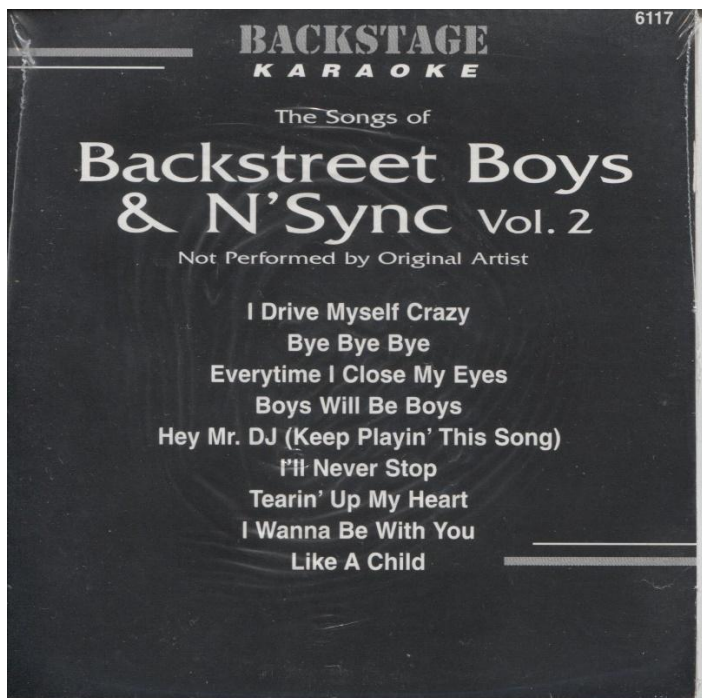 6117
BACKSTAGE
KARAOKE
The Songs of
Backstreet Boys
& N'Sync Vol. 2
Not Performed by Original Artist
I Drive Myself Crazy
Bye Bye Bye
Everytime I Close My Eyes
Boys Will Be Boys
Hey Mr. DJ (Keep Playin' This Song)
I'll Never Stop
Tearin' Up My Heart
I Wanna Be With You
Like A Child